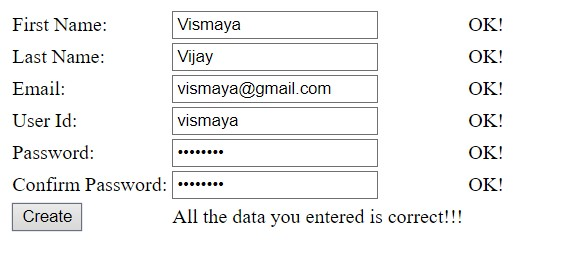 First Name: Vismaya OK!
Last Name: Vijay OK!
Email: vismaya@gmail.com OK!
User Id: vismaya OK!
Password: •••••••• OK!
Confirm Password: •••••••• OK!
Create All the data you entered is correct!!!